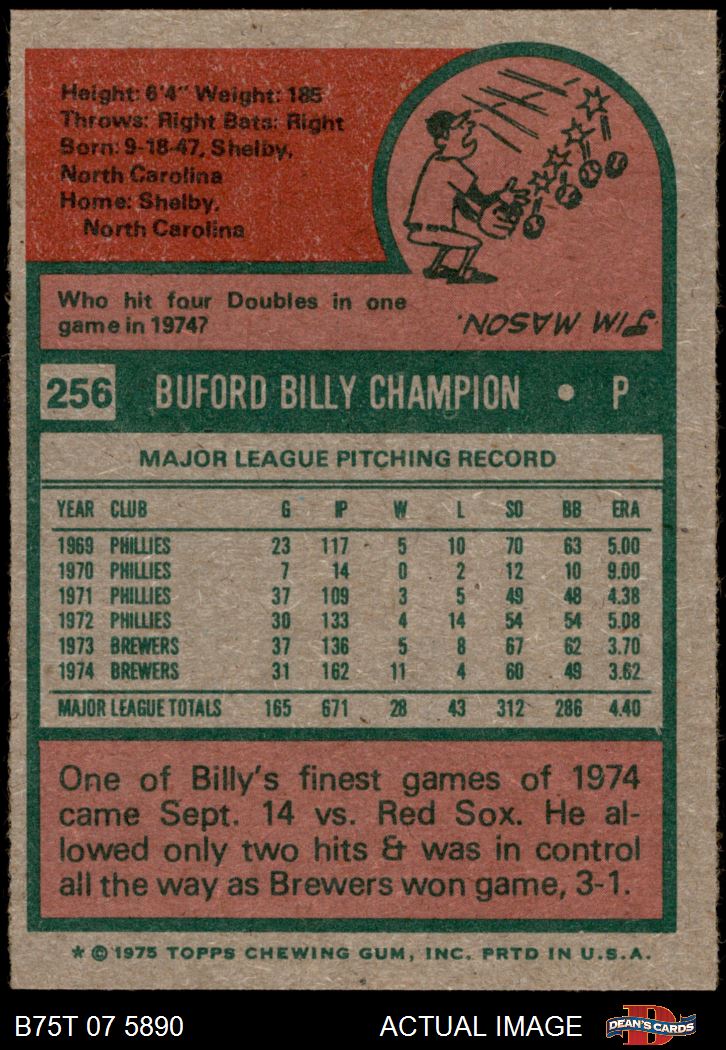 Height: 6'4" Weight: 185
Throws: Right Bats: Right
Born: 9-18-47, Shelby,
North Carolina
Home: Shelby,
North Carolina
Who hit four Doubles in one
game in 1974?
JIM MASON.
256 BUFORD BILLY CHAMPION • P
MAJOR LEAGUE PITCHING RECORD
YEAR CLUB G IP W L SO BB ERA
1969 PHILLIES 23 117 5 10 70 63 5.00
1970 PHILLIES 7 14 0 2 12 10 9.00
1971 PHILLIES 37 109 3 5 49 48 4.38
1972 PHILLIES 30 133 4 14 54 54 5.08
1973 BREWERS 37 136 5 8 67 62 3.70
1974 BREWERS 31 162 11 4 60 49 3.62
MAJOR LEAGUE TOTALS 165 671 28 43 312 286 4.40
One of Billy's finest games of 1974
came Sept. 14 vs. Red Sox. He al-
lowed only two hits & was in control
all the way as Brewers won game, 3-1.
* © 1975 TOPPS CHEWING GUM, INC. PRTD IN U.S.A.
B75T 07 5890 ACTUAL IMAGE D DEAN'S CARDS